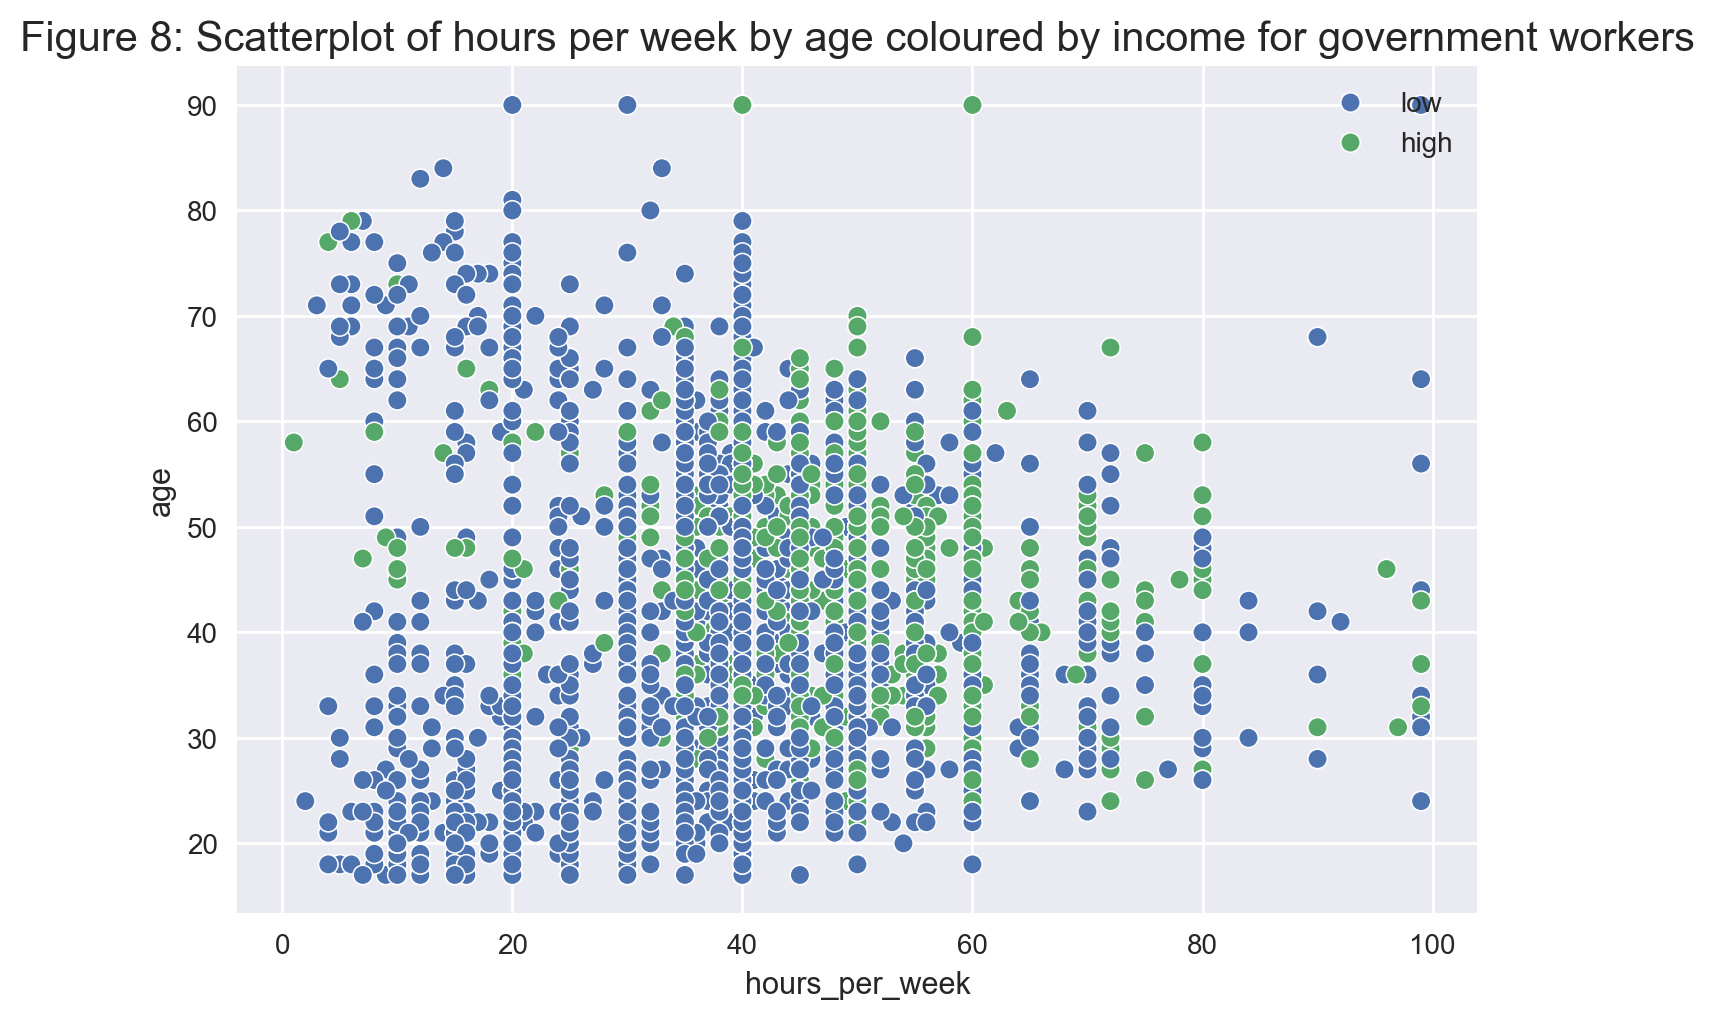 Figure 8: Scatterplot of hours per week by age coloured by income for government workers
low
high
90
80
70
60
50
40
30
20
age
0 20 40 60 80 100
hours_per_week